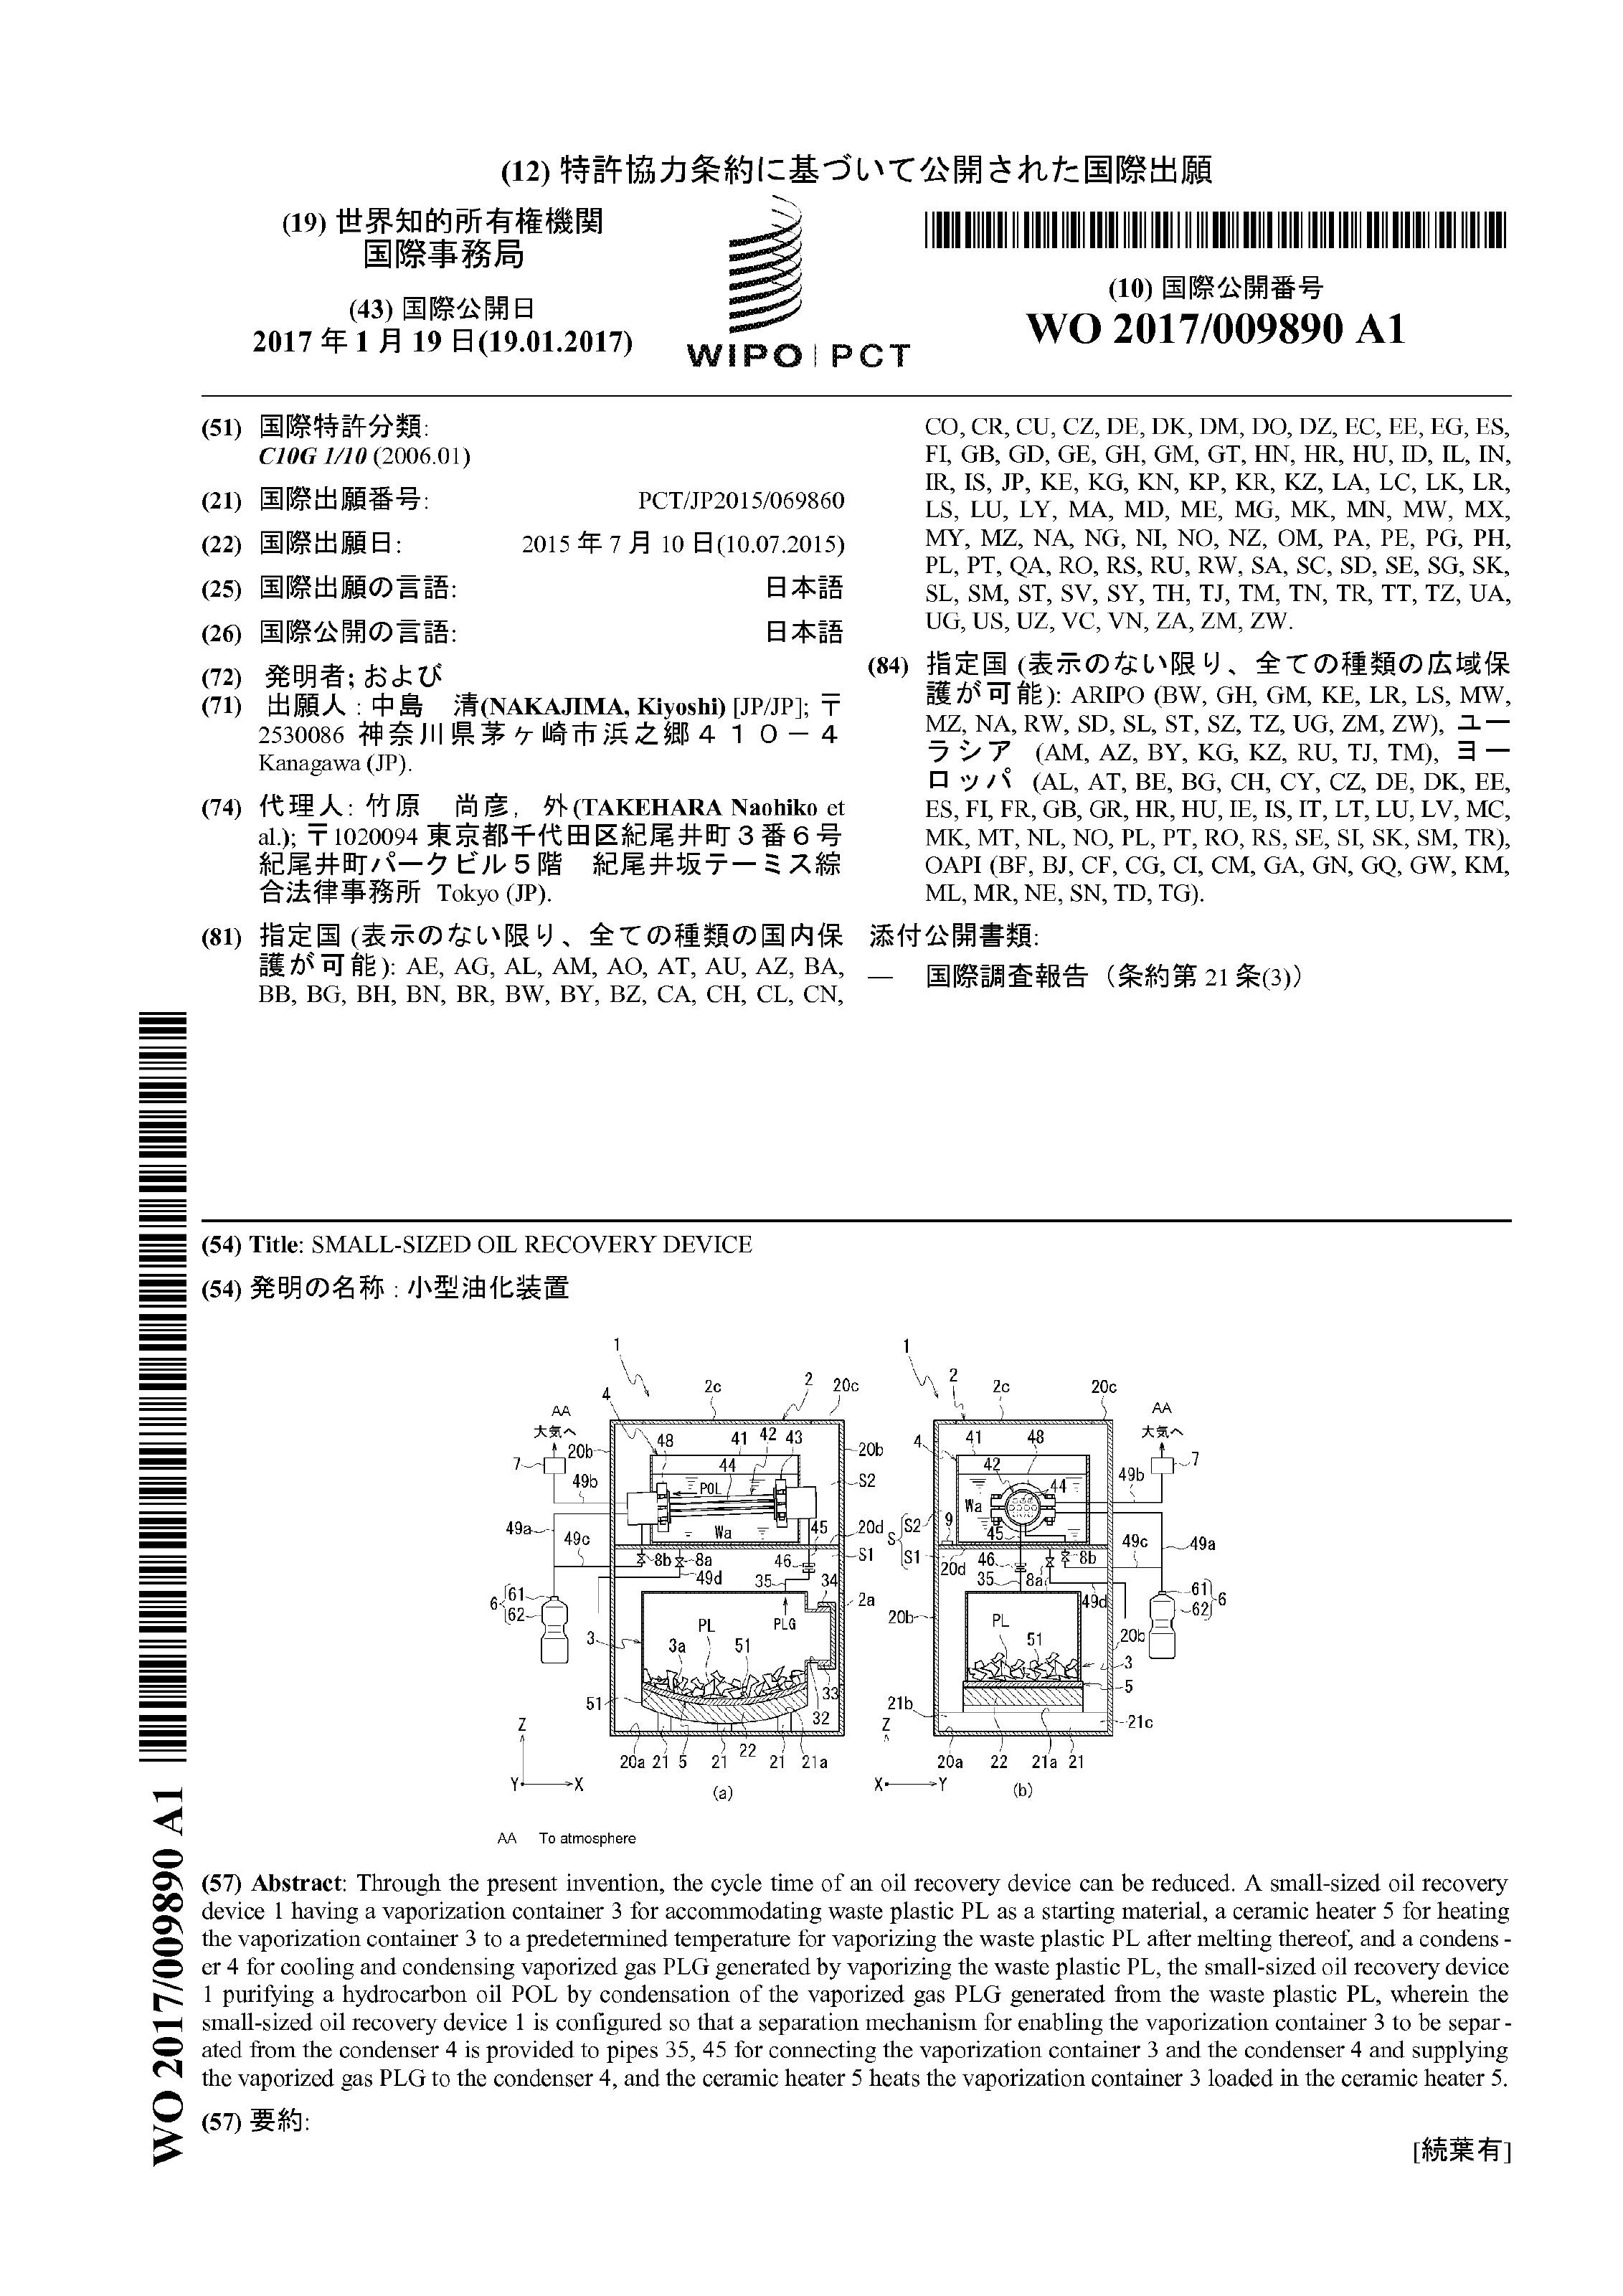 (12) 特許協力条約に基づいて公開された国際出願
(19) 世界知的所有権機関
国際事務局
(43) 国際公開日
2017 年 1 月 19 日(19.01.2017)
WIPO | PCT
(10) 国際公開番号
WO 2017/009890 A1
(51) 国際特許分類:
C10G 1/10 (2006.01)
(21) 国際出願番号: PCT/JP2015/069860
(22) 国際出願日: 2015 年 7 月 10 日(10.07.2015)
(25) 国際出願の言語: 日本語
(26) 国際公開の言語: 日本語
(72) 発明者; および
(71) 出願人 : 中島 清(NAKAJIMA, Kiyoshi) [JP/JP]; 〒
2530086 神奈川県茅ヶ崎市浜之郷４１０－４
Kanagawa (JP).
(74) 代理人: 竹原 尚彦, 外(TAKEHARA Naohiko et
al.); 〒1020094 東京都千代田区紀尾井町３番６号
紀尾井町パークビル５階 紀尾井坂テーミス綜
合法律事務所 Tokyo (JP).
(81) 指定国 (表示のない限り、全ての種類の国内保
護が可能): AE, AG, AL, AM, AO, AT, AU, AZ, BA,
BB, BG, BH, BN, BR, BW, BY, BZ, CA, CH, CL, CN,
CO, CR, CU, CZ, DE, DK, DM, DO, DZ, EC, EE, EG, ES,
FI, GB, GD, GE, GH, GM, GT, HN, HR, HU, ID, IL, IN,
IR, IS, JP, KE, KG, KN, KP, KR, KZ, LA, LC, LK, LR,
LS, LU, LY, MA, MD, ME, MG, MK, MN, MW, MX,
MY, MZ, NA, NG, NI, NO, NZ, OM, PA, PE, PG, PH,
PL, PT, QA, RO, RS, RU, RW, SA, SC, SD, SE, SG, SK,
SL, SM, ST, SV, SY, TH, TJ, TM, TN, TR, TT, TZ, UA,
UG, US, UZ, VC, VN, ZA, ZM, ZW.
(84) 指定国 (表示のない限り、全ての種類の広域保
護が可能): ARIPO (BW, GH, GM, KE, LR, LS, MW,
MZ, NA, RW, SD, SL, ST, SZ, TZ, UG, ZM, ZW), ユー
ラシア (AM, AZ, BY, KG, KZ, RU, TJ, TM), ヨー
ロッパ (AL, AT, BE, BG, CH, CY, CZ, DE, DK, EE,
ES, FI, FR, GB, GR, HR, HU, IE, IS, IT, LT, LU, LV, MC,
MK, MT, NL, NO, PL, PT, RO, RS, SE, SI, SK, SM, TR),
OAPI (BF, BJ, CF, CG, CI, CM, GA, GN, GQ, GW, KM,
ML, MR, NE, SN, TD, TG).
添付公開書類:
— 国際調査報告（条約第 21 条(3)）
(54) Title: SMALL-SIZED OIL RECOVERY DEVICE
(54) 発明の名称 : 小型油化装置
1
4
2c
2
20c
AA
大気へ
20b
48
41
42
43
44
20b
7
49b
POL
S2
49a
49c
Wa
45
20d
8b
8a
46
S1
49d
35
34
2a
6
61
62
PL
PLG
3
3a
51
51
33
32
20a
21
5
21
22
21
21a
Z
Y
X
(a)
1
2
2c
20c
AA
大気へ
4
41
48
7
42
44
49b
Wa
S
S2
S1
9
45
49c
49a
20d
46
8b
35
8a
49d
61
62
6
20b
PL
51
20b
3
5
21b
21c
Z
20a
22
21a
21
X
Y
(b)
AA To atmosphere
(57) Abstract: Through the present invention, the cycle time of an oil recovery device can be reduced. A small-sized oil recovery
device 1 having a vaporization container 3 for accommodating waste plastic PL as a starting material, a ceramic heater 5 for heating
the vaporization container 3 to a predetermined temperature for vaporizing the waste plastic PL after melting thereof, and a condens-
er 4 for cooling and condensing vaporized gas PLG generated by vaporizing the waste plastic PL, the small-sized oil recovery device
1 purifying a hydrocarbon oil POL by condensation of the vaporized gas PLG generated from the waste plastic PL, wherein the
small-sized oil recovery device 1 is configured so that a separation mechanism for enabling the vaporization container 3 to be separ-
ated from the condenser 4 is provided to pipes 35, 45 for connecting the vaporization container 3 and the condenser 4 and supplying
the vaporized gas PLG to the condenser 4, and the ceramic heater 5 heats the vaporization container 3 loaded in the ceramic heater 5.
(57) 要約:
[続葉有]
WO 2017/009890 A1